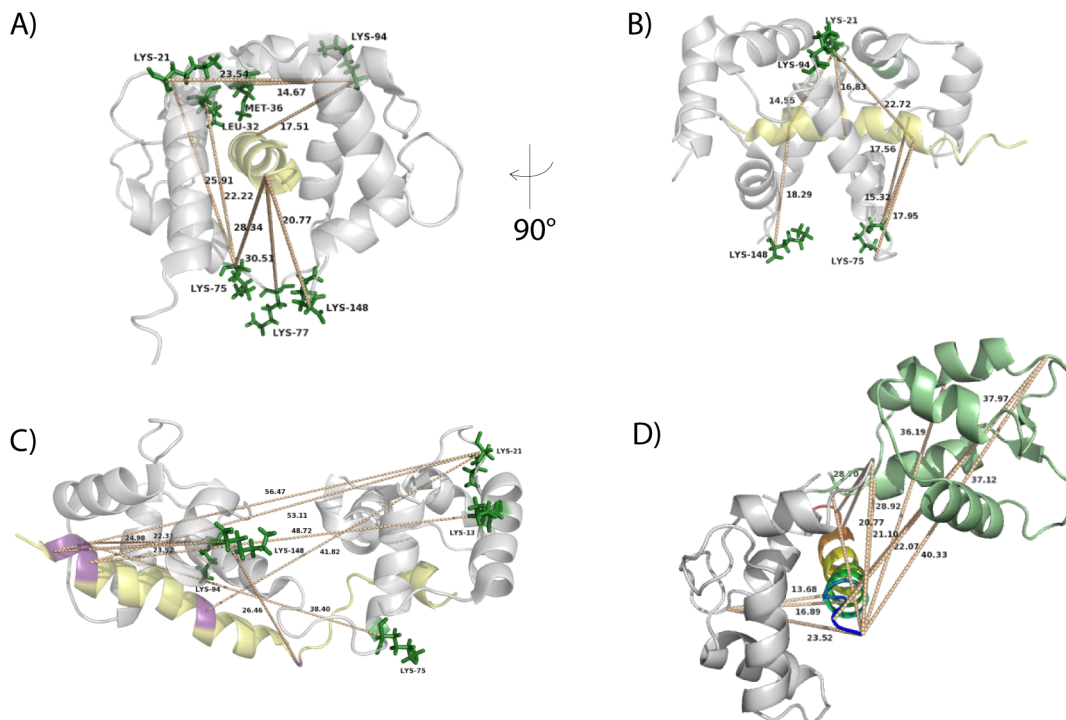 A)
LYS-21
LYS-94
23.54
14.67
MET-36
LEU-32
17.51
25.91
22.22
20.77
28.34
30.51
LYS-75
LYS-148
LYS-77
90°
B)
LYS-21
LYS-94
16.83
14.55
22.72
17.56
18.29
15.32
17.95
LYS-148
LYS-75
C)
LYS-21
56.47
53.11
22.31
24.98
48.72
23.52
LYS-148
41.82
LYS-13
LYS-94
26.46
38.40
LYS-75
D)
37.97
36.19
37.12
28.92
20.77
21.10
22.07
40.33
13.68
16.89
23.52